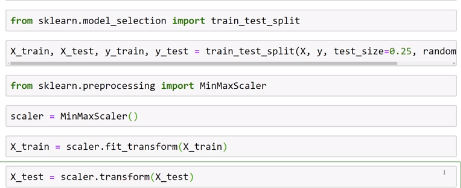 from sklearn.model_selection import train_test_split
X_train, X_test, y_train, y_test = train_test_split(X, y, test_size=0.25, random
from sklearn.preprocessing import MinMaxScaler
scaler = MinMaxScaler()
X_train = scaler.fit_transform(X_train)
X_test = scaler.transform(X_test)